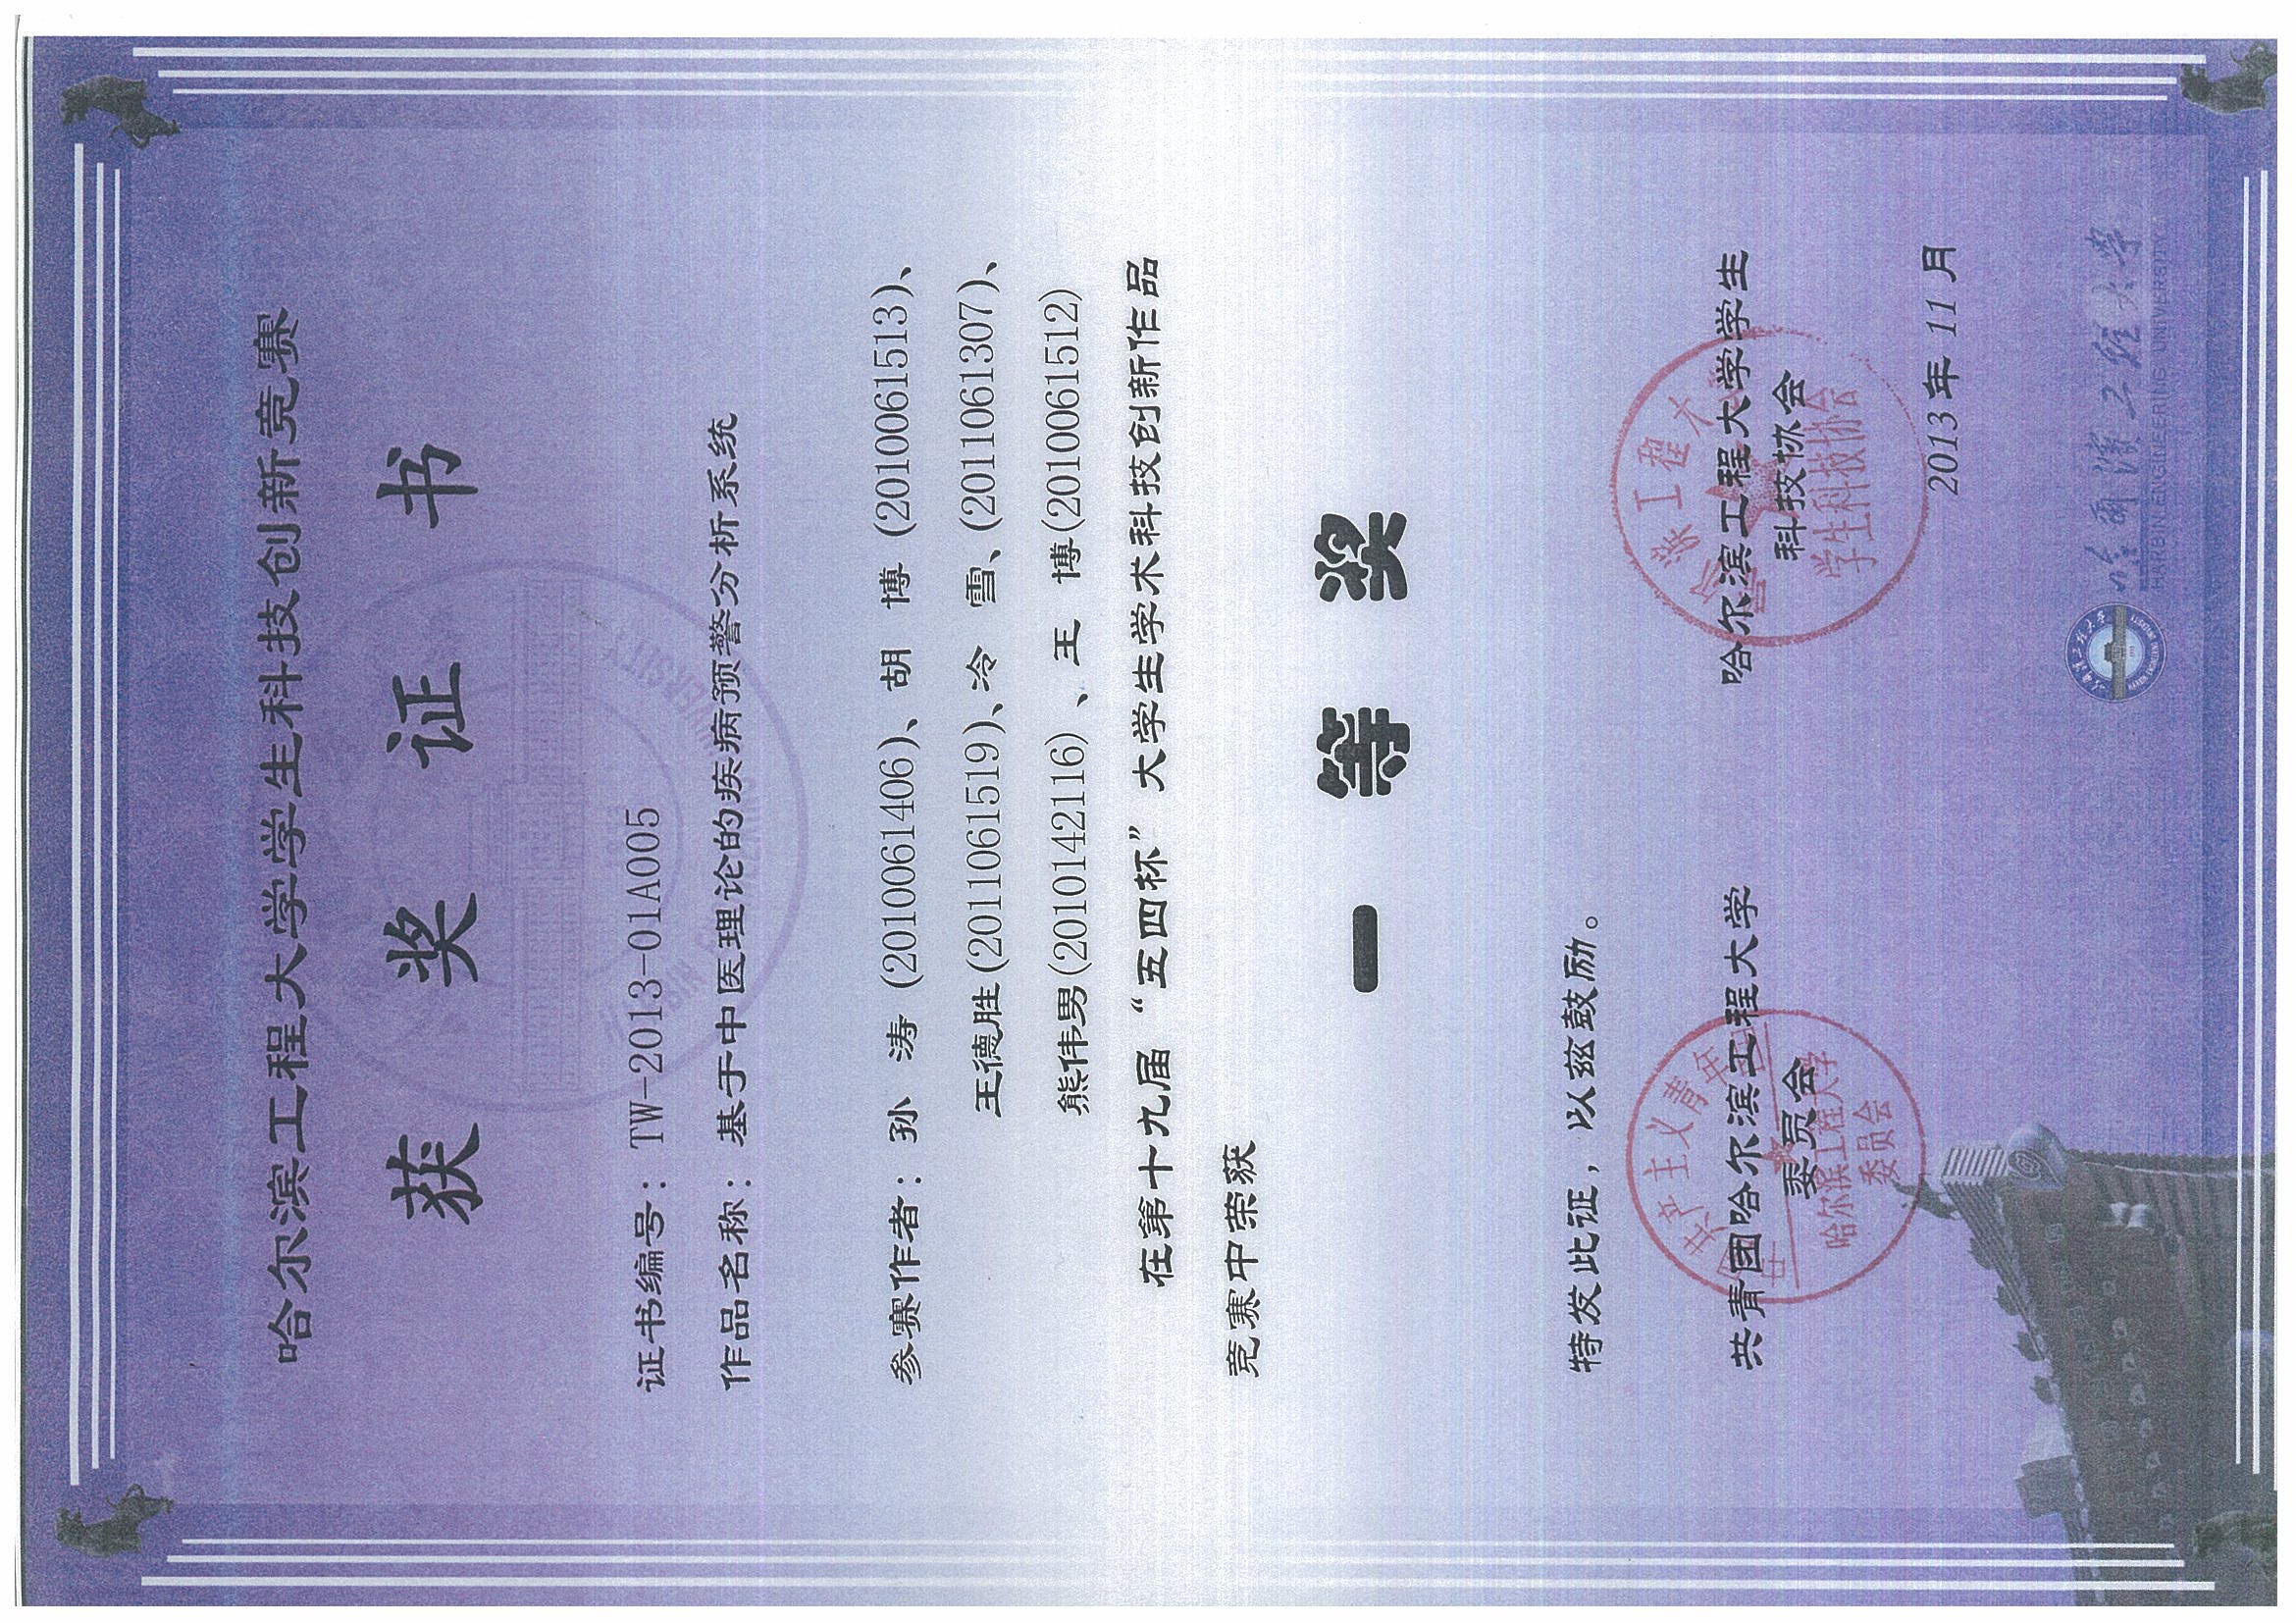 哈尔滨工程大学学生科技创新竞赛
获 奖 证 书
1953
HARBIN ENGINEERING UNIVERSITY
证书编号：TW-2013-01A005
作品名称：基于中医理论的疾病预警分析系统
参赛作者：孙 涛 (2010061406)、胡 博 (2010061513)、
王德胜(2011061519)、冷 雪、(2011061307)、
熊伟男(2010142116) 、王 博(2010061512)
在第十九届“五四杯”大学生学术科技创新作品
竞赛中荣获
一 等 奖
特发此证，以兹鼓励。
中国共产主义青年团
共青团哈尔滨工程大学
委员会
哈尔滨工程大学
委员会
哈尔滨工程大学
哈尔滨工程大学学生
科技协会
学生科技协会
2013 年 11 月
哈尔滨工程大学
HARBIN ENGINEERING UNIVERSITY